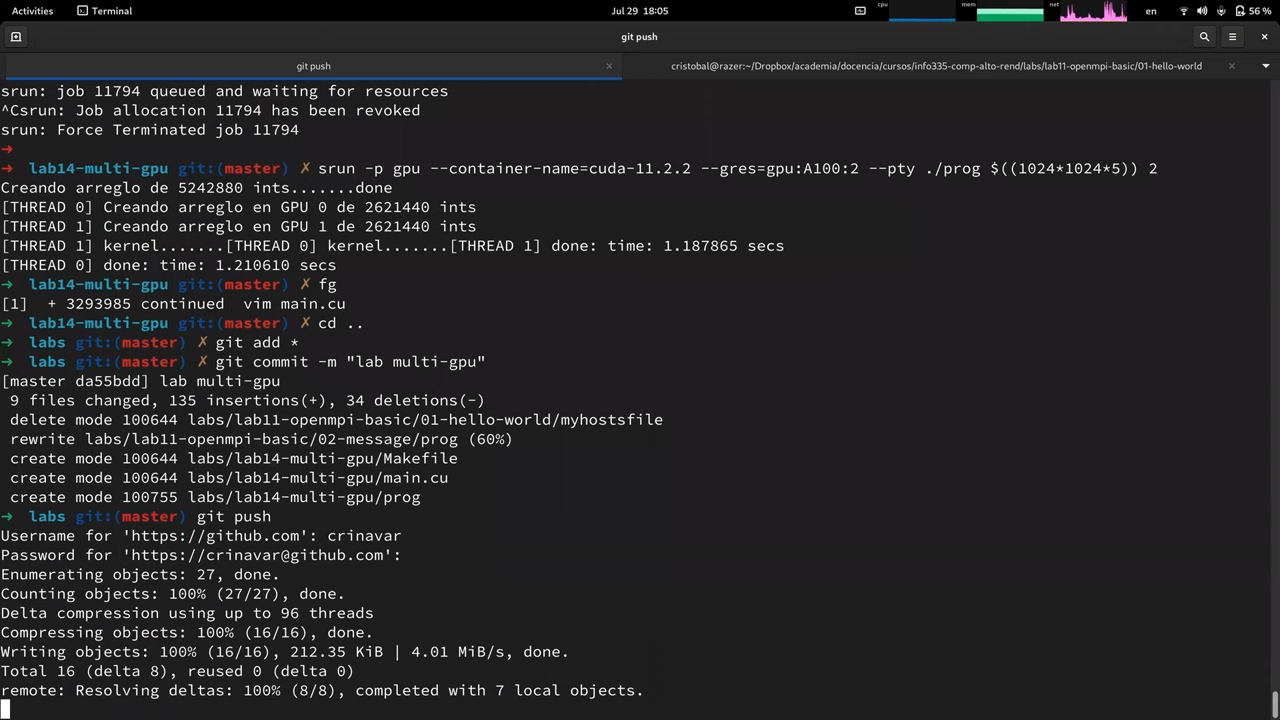 Activities
Terminal
Jul 29 18:05
cpu
mem
net
en
56 %
git push
git push
cristobal@razer:~/Dropbox/academia/docencia/cursos/info335-comp-alto-rend/labs/lab11-openmpi-basic/01-hello-world
srun: job 11794 queued and waiting for resources
^Csrun: Job allocation 11794 has been revoked
srun: Force Terminated job 11794
➜
➜  lab14-multi-gpu git:(master) ✗ srun -p gpu --container-name=cuda-11.2.2 --gres=gpu:A100:2 --pty ./prog $((1024*1024*5)) 2
Creando arreglo de 5242880 ints.......done
[THREAD 0] Creando arreglo en GPU 0 de 2621440 ints
[THREAD 1] Creando arreglo en GPU 1 de 2621440 ints
[THREAD 1] kernel.......[THREAD 0] kernel.......[THREAD 1] done: time: 1.187865 secs
[THREAD 0] done: time: 1.210610 secs
➜  lab14-multi-gpu git:(master) ✗ fg
[1]  + 3293985 continued  vim main.cu
➜  lab14-multi-gpu git:(master) ✗ cd ..
➜  labs git:(master) ✗ git add *
➜  labs git:(master) ✗ git commit -m "lab multi-gpu"
[master da55bdd] lab multi-gpu
 9 files changed, 135 insertions(+), 34 deletions(-)
 delete mode 100644 labs/lab11-openmpi-basic/01-hello-world/myhostsfile
 rewrite labs/lab11-openmpi-basic/02-message/prog (60%)
 create mode 100644 labs/lab14-multi-gpu/Makefile
 create mode 100644 labs/lab14-multi-gpu/main.cu
 create mode 100755 labs/lab14-multi-gpu/prog
➜  labs git:(master) git push
Username for 'https://github.com': crinavar
Password for 'https://crinavar@github.com':
Enumerating objects: 27, done.
Counting objects: 100% (27/27), done.
Delta compression using up to 96 threads
Compressing objects: 100% (16/16), done.
Writing objects: 100% (16/16), 212.35 KiB | 4.01 MiB/s, done.
Total 16 (delta 8), reused 0 (delta 0)
remote: Resolving deltas: 100% (8/8), completed with 7 local objects.